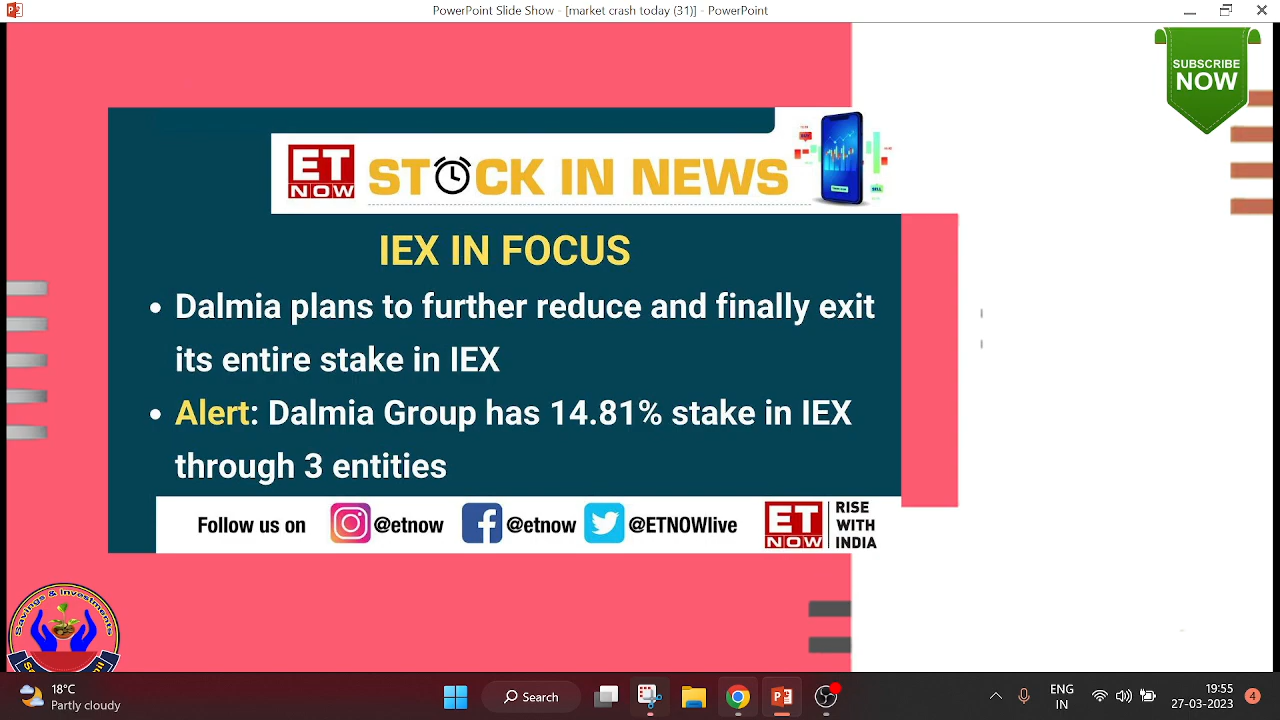 PowerPoint Slide Show - [market crash today (31)] - PowerPoint
SUBSCRIBE
NOW
ET
NOW
STOCK IN NEWS
SELL
IEX IN FOCUS
• Dalmia plans to further reduce and finally exit
its entire stake in IEX
• Alert: Dalmia Group has 14.81% stake in IEX
through 3 entities
Follow us on @etnow @etnow @ETNOWlive
ET
NOW
RISE
WITH
INDIA
Savings & Investments
18°C
Partly cloudy
Search
ENG
IN
19:55
27-03-2023
4